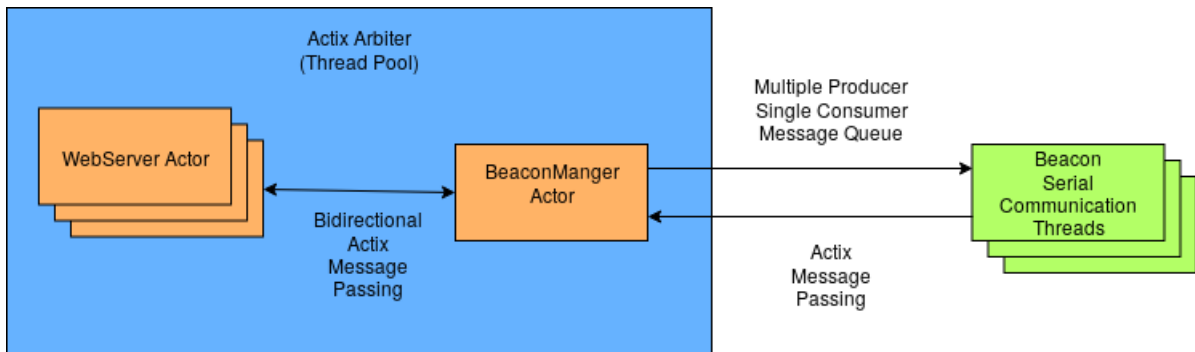 Actix Arbiter
(Thread Pool)
WebServer Actor
Bidirectional
Actix
Message
Passing
BeaconManger
Actor
Multiple Producer
Single Consumer
Message Queue
Actix
Message
Passing
Beacon
Serial
Communication
Threads